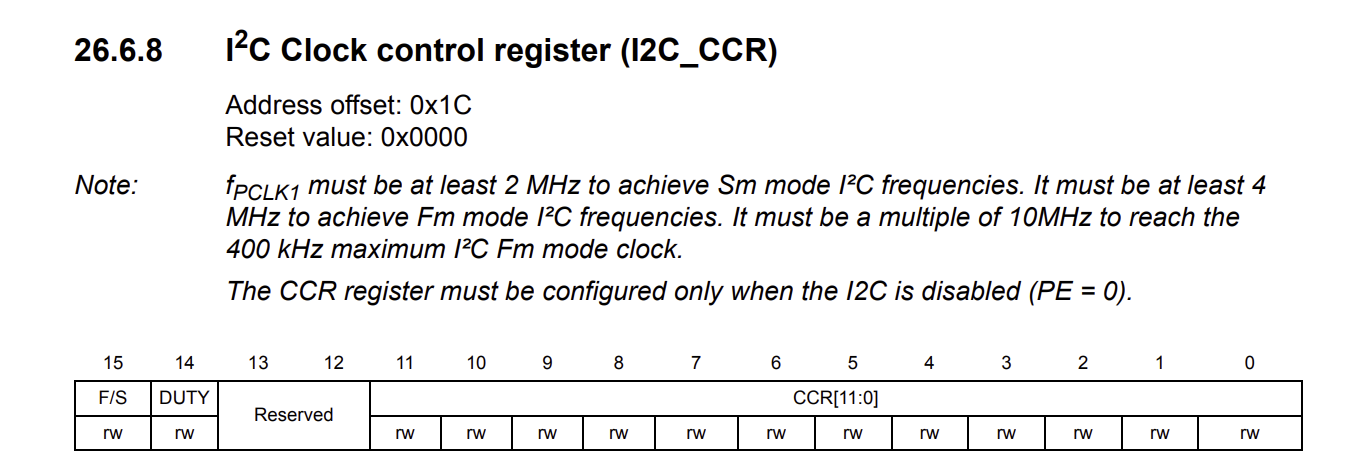 26.6.8 I²C Clock control register (I2C_CCR)
Address offset: 0x1C
Reset value: 0x0000
Note: fPCLK1 must be at least 2 MHz to achieve Sm mode I²C frequencies. It must be at least 4
MHz to achieve Fm mode I²C frequencies. It must be a multiple of 10MHz to reach the
400 kHz maximum I²C Fm mode clock.
The CCR register must be configured only when the I2C is disabled (PE = 0).
15 14 13 12 11 10 9 8 7 6 5 4 3 2 1 0
F/S DUTY Reserved CCR[11:0]
rw rw rw rw rw rw rw rw rw rw rw rw rw rw